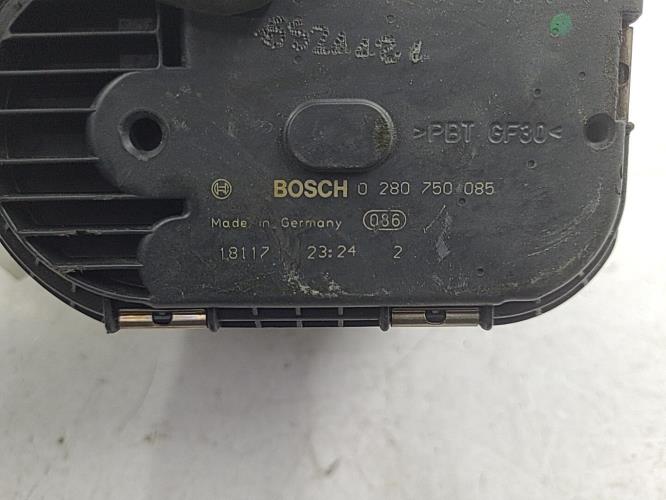 >PBT GF30<
BOSCH 0 280 750 085
Made in Germany 086
18117 23:24 2